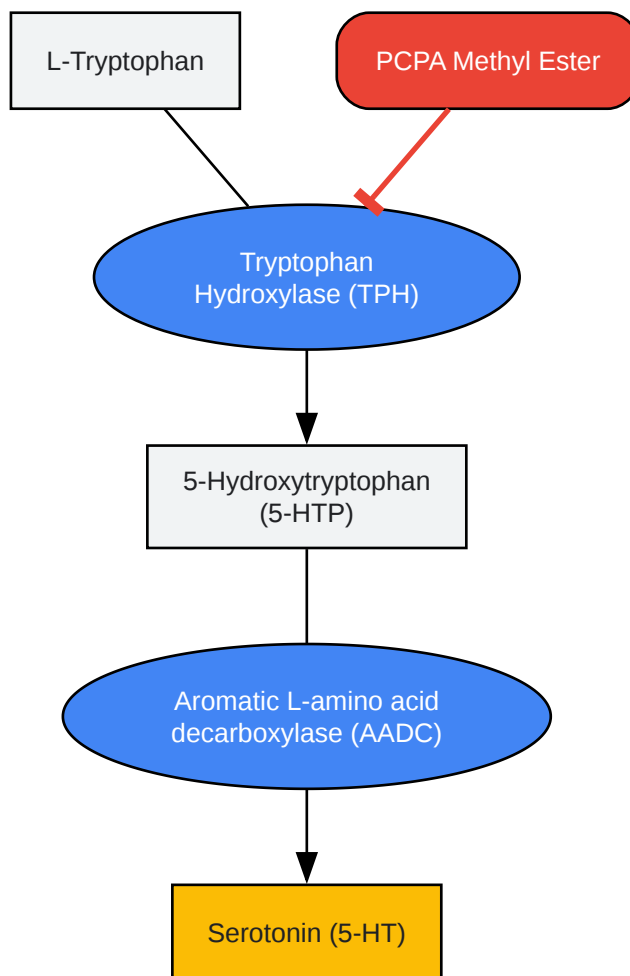 L-Tryptophan
PCPA Methyl Ester
Tryptophan
Hydroxylase (TPH)
5-Hydroxytryptophan
(5-HTP)
Aromatic L-amino acid
decarboxylase (AADC)
Serotonin (5-HT)